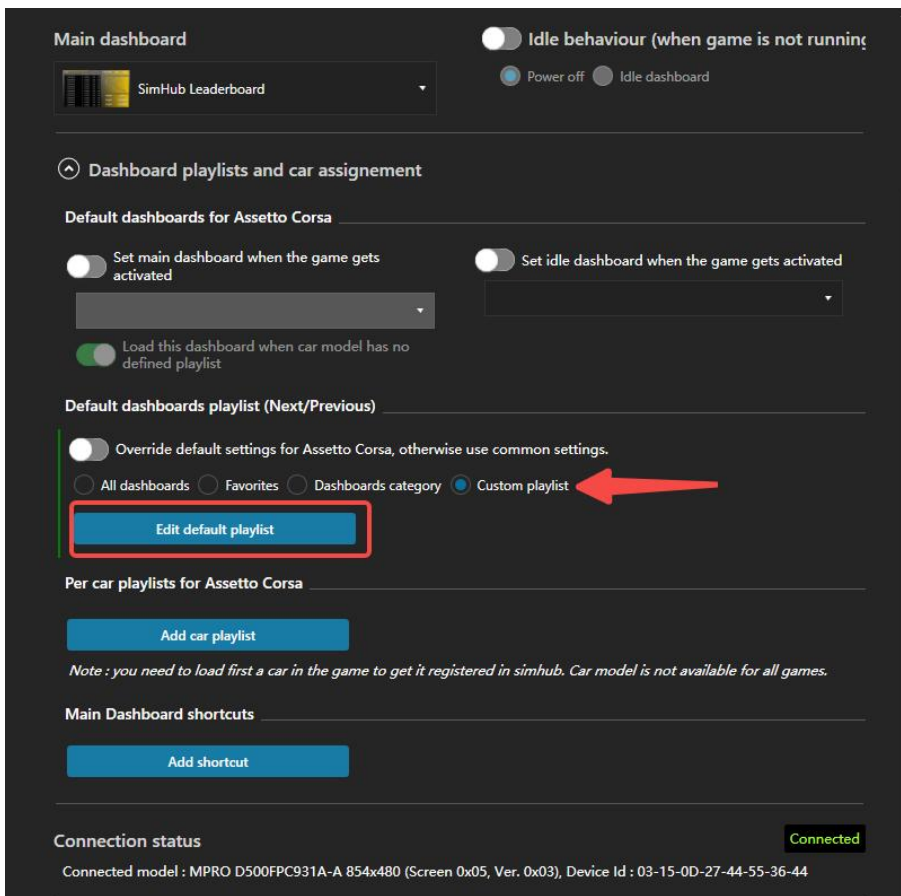 Main dashboard
Idle behaviour (when game is not running
SimHub Leaderboard
Power off
Idle dashboard
Dashboard playlists and car assignement
Default dashboards for Assetto Corsa
Set main dashboard when the game gets
activated
Set idle dashboard when the game gets activated
Load this dashboard when car model has no
defined playlist
Default dashboards playlist (Next/Previous)
Override default settings for Assetto Corsa, otherwise use common settings.
All dashboards
Favorites
Dashboards category
Custom playlist
Edit default playlist
Per car playlists for Assetto Corsa
Add car playlist
Note : you need to load first a car in the game to get it registered in simhub. Car model is not available for all games.
Main Dashboard shortcuts
Add shortcut
Connection status
Connected
Connected model : MPRO D500FPC931A-A 854x480 (Screen 0x05, Ver. 0x03), Device Id : 03-15-0D-27-44-55-36-44